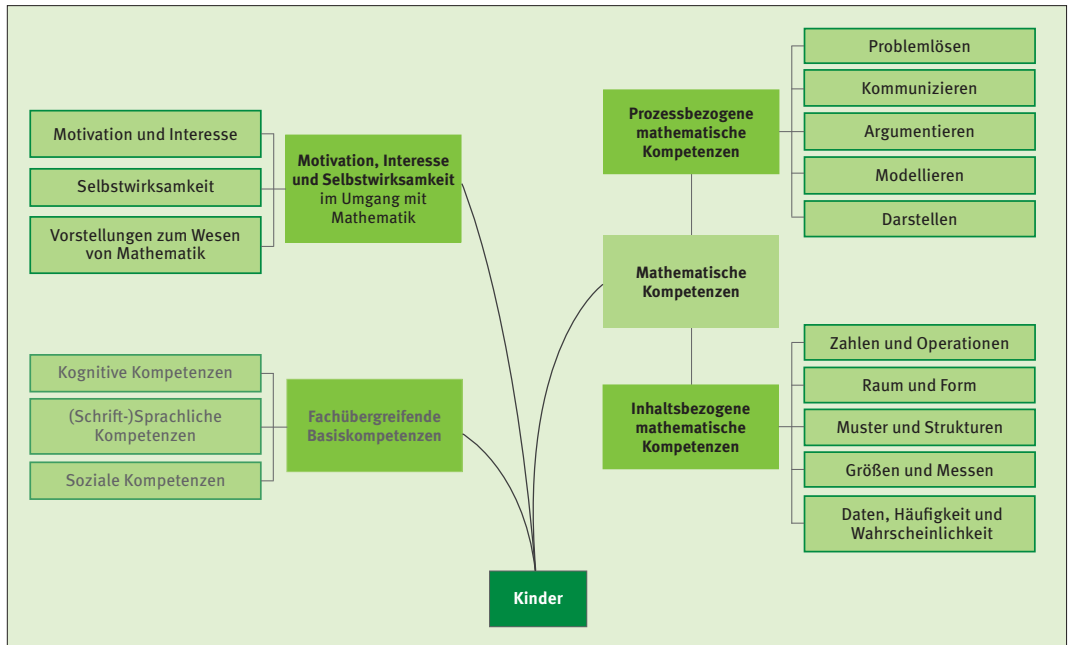 Motivation und Interesse
Selbstwirksamkeit
Vorstellungen zum Wesen
von Mathematik
Motivation, Interesse
und Selbstwirksamkeit
im Umgang mit
Mathematik
Kognitive Kompetenzen
(Schrift-)Sprachliche
Kompetenzen
Soziale Kompetenzen
Fachübergreifende
Basiskompetenzen
Prozessbezogene
mathematische
Kompetenzen
Problemlösen
Kommunizieren
Argumentieren
Modellieren
Darstellen
Mathematische
Kompetenzen
Inhaltsbezogene
mathematische
Kompetenzen
Zahlen und Operationen
Raum und Form
Muster und Strukturen
Größen und Messen
Daten, Häufigkeit und
Wahrscheinlichkeit
Kinder